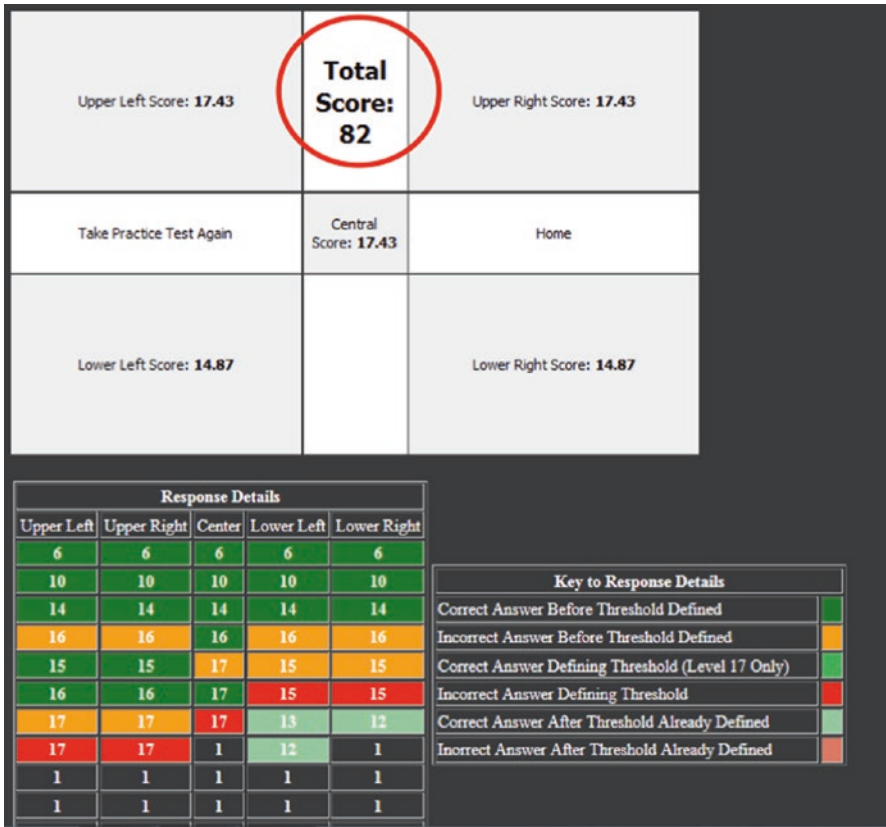 Upper Left Score: 17.43
Total
Score:
82
Upper Right Score: 17.43
Take Practice Test Again
Central
Score: 17.43
Home
Lower Left Score: 14.87
Lower Right Score: 14.87
Response Details
Upper Left Upper Right Center Lower Left Lower Right
6 6 6 6 6
10 10 10 10 10
14 14 14 14 14
16 16 16 16 16
15 15 17 15 15
16 16 17 15 15
17 17 17 13 12
17 17 1 12 1
1 1 1 1 1
1 1 1 1 1
Key to Response Details
Correct Answer Before Threshold Defined
Incorrect Answer Before Threshold Defined
Correct Answer Defining Threshold (Level 17 Only)
Incorrect Answer Defining Threshold
Correct Answer After Threshold Already Defined
Inorrect Answer After Threshold Already Defined